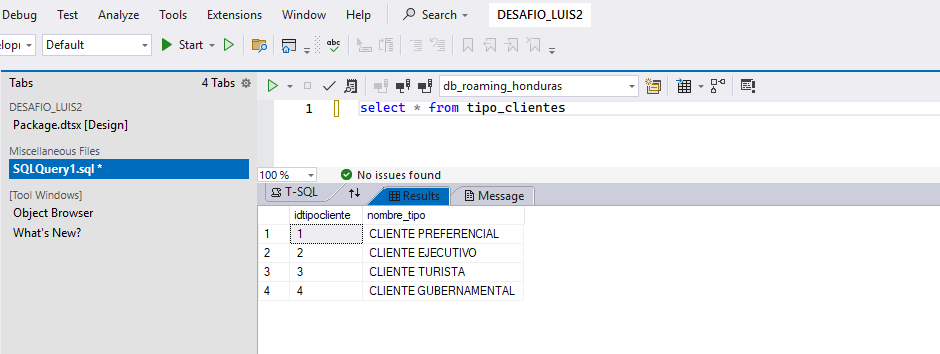 Debug Test Analyze Tools Extensions Window Help Search DESAFIO_LUIS2
Default Start
Tabs 4 Tabs
DESAFIO_LUIS2
Package.dtsx [Design]
Miscellaneous Files
SQLQuery1.sql *
[Tool Windows]
Object Browser
What's New?
db_roaming_honduras
1 select * from tipo_clientes
100 % No issues found
T-SQL Results Message
idtipocliente nombre_tipo
1 1 CLIENTE PREFERENCIAL
2 2 CLIENTE EJECUTIVO
3 3 CLIENTE TURISTA
4 4 CLIENTE GUBERNAMENTAL